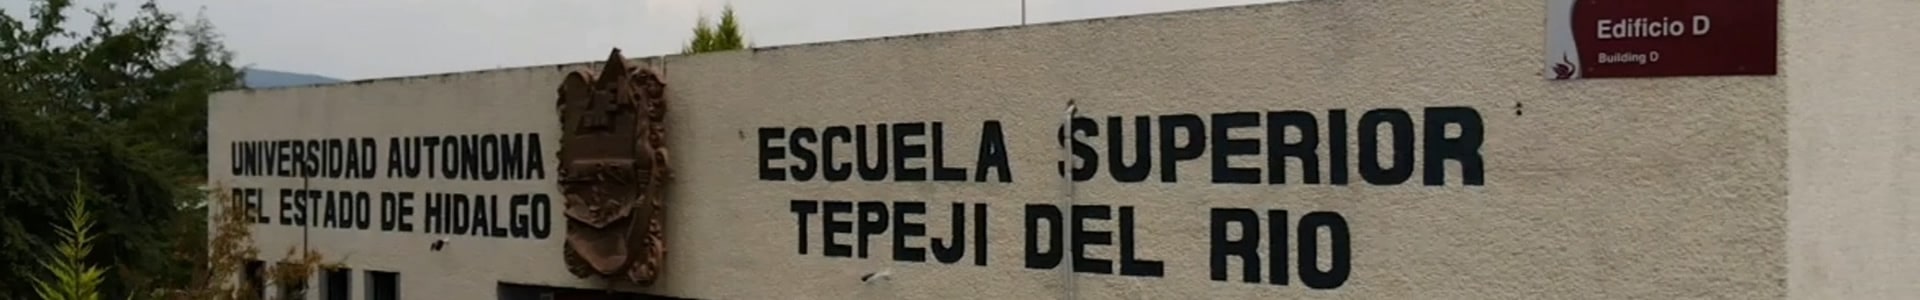 UNIVERSIDAD AUTONOMA
DEL ESTADO DE HIDALGO
ESCUELA SUPERIOR
TEPEJI DEL RIO
Edificio D
Building D